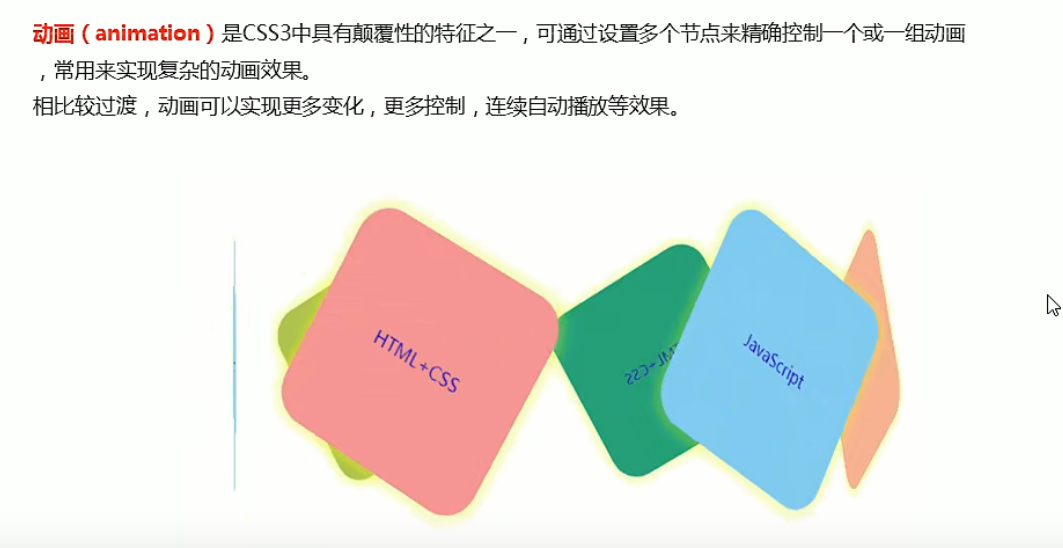 动画（animation）是CSS3中具有颠覆性的特征之一，可通过设置多个节点来精确控制一个或一组动画
，常用来实现复杂的动画效果。
相比较过渡，动画可以实现更多变化，更多控制，连续自动播放等效果。
HTML+CSS
JavaScript